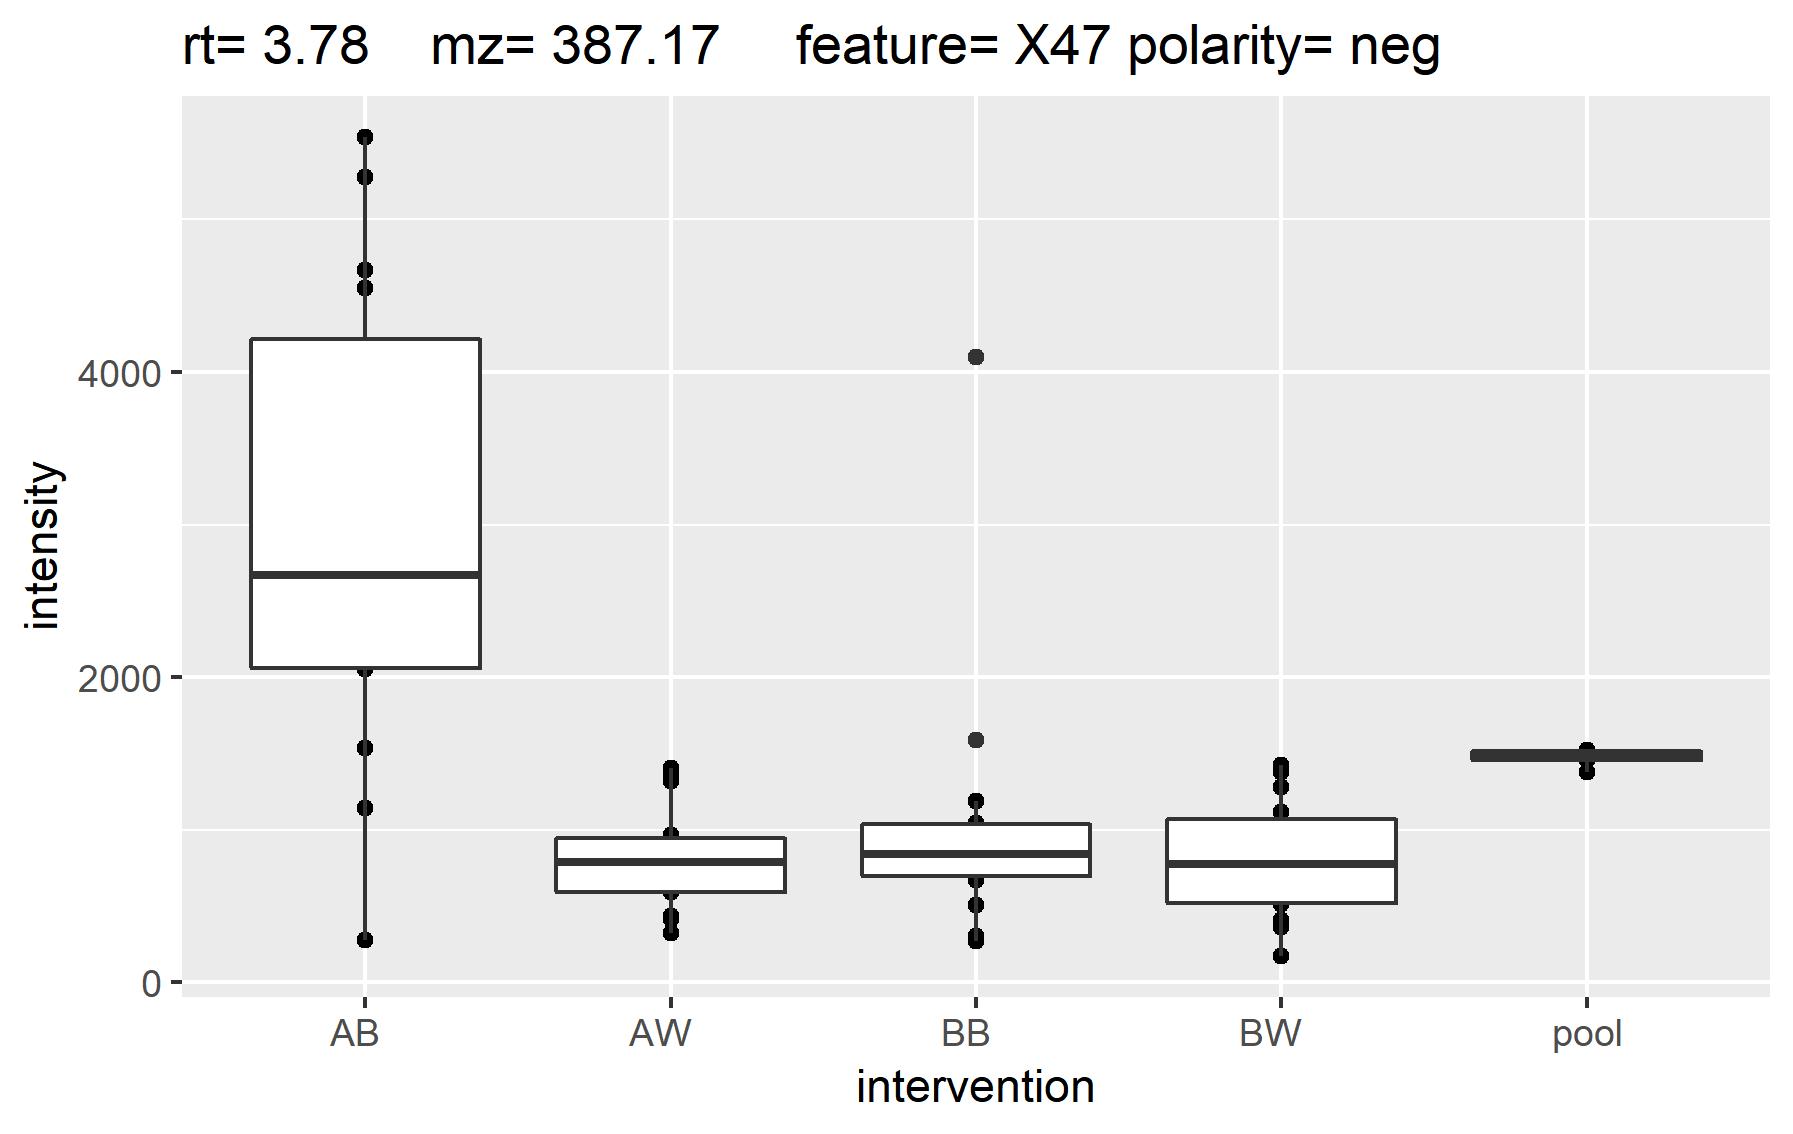 rt= 3.78    mz= 387.17     feature= X47 polarity= neg
intensity
4000
2000
0
AB AW BB BW pool
intervention